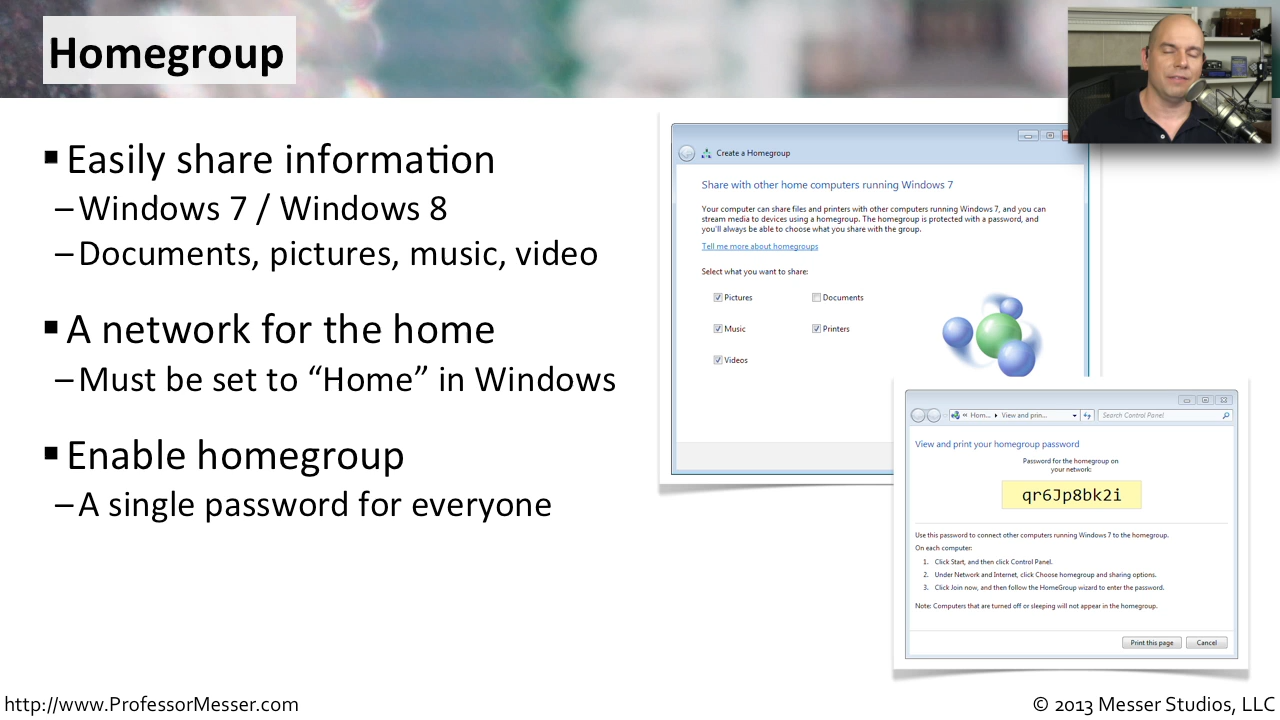 Homegroup
▪ Easily share information
– Windows 7 / Windows 8
– Documents, pictures, music, video
▪ A network for the home
– Must be set to “Home” in Windows
▪ Enable homegroup
– A single password for everyone
Create a Homegroup
Share with other home computers running Windows 7
Your computer can share files and printers with other computers running Windows 7, and you can
stream media to devices using a homegroup. The homegroup is protected with a password, and
you'll always be able to choose what you share with the group.
Tell me more about homegroups
Select what you want to share:
Pictures
Documents
Music
Printers
Videos
« Hom... View and prin... Search Control Panel
View and print your homegroup password
Password for the homegroup on
your network:
qr6Jp8bk2i
Use this password to connect other computers running Windows 7 to the homegroup.
On each computer:
1. Click Start, and then click Control Panel.
2. Under Network and Internet, click Choose homegroup and sharing options.
3. Click Join now, and then follow the HomeGroup wizard to enter the password.
Note: Computers that are turned off or sleeping will not appear in the homegroup.
Print this page Cancel
http://www.ProfessorMesser.com
© 2013 Messer Studios, LLC